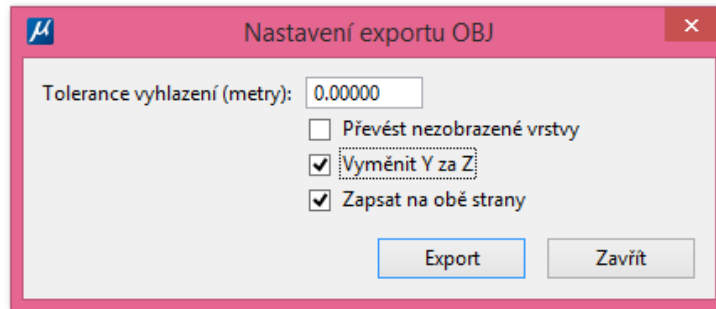 Nastavení exportu OBJ
Tolerance vyhlazení (metry): 0.00000
Převést nezobrazené vrstvy
Vyměnit Y za Z
Zapsat na obě strany
Export Zavřít